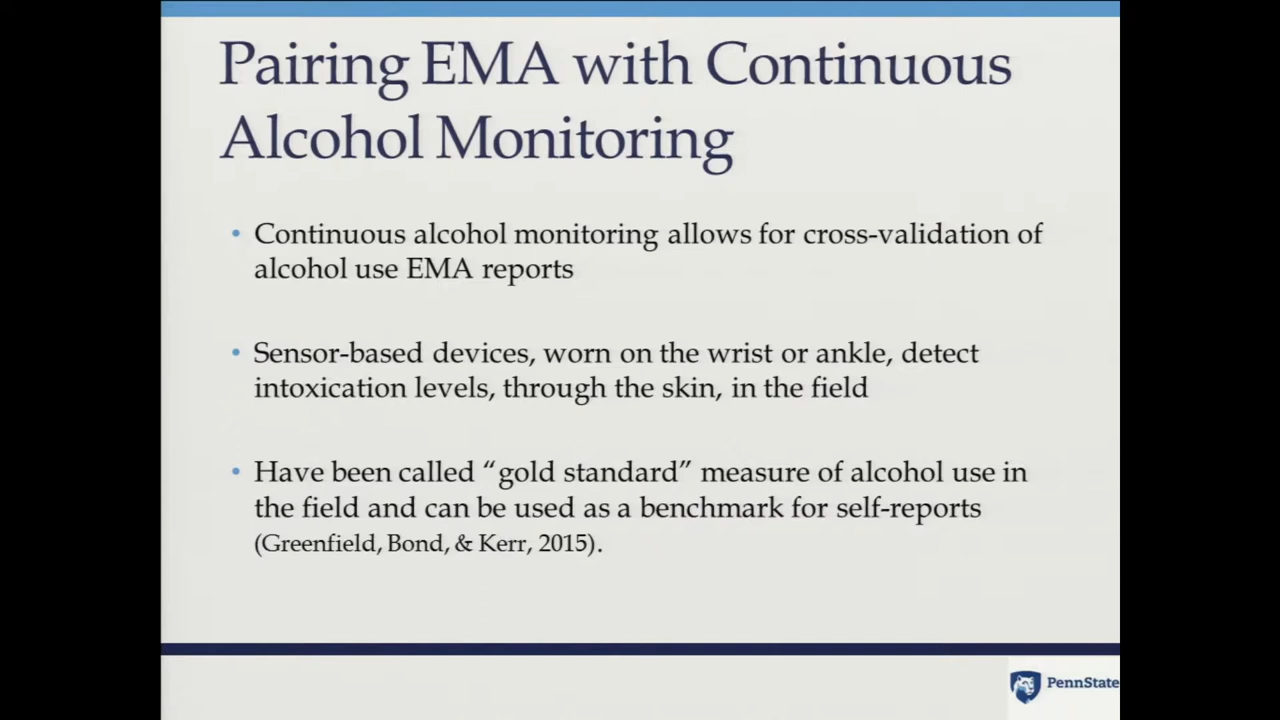 Pairing EMA with Continuous
Alcohol Monitoring
• Continuous alcohol monitoring allows for cross-validation of
alcohol use EMA reports
• Sensor-based devices, worn on the wrist or ankle, detect
intoxication levels, through the skin, in the field
• Have been called “gold standard” measure of alcohol use in
the field and can be used as a benchmark for self-reports
(Greenfield, Bond, & Kerr, 2015).
PennState